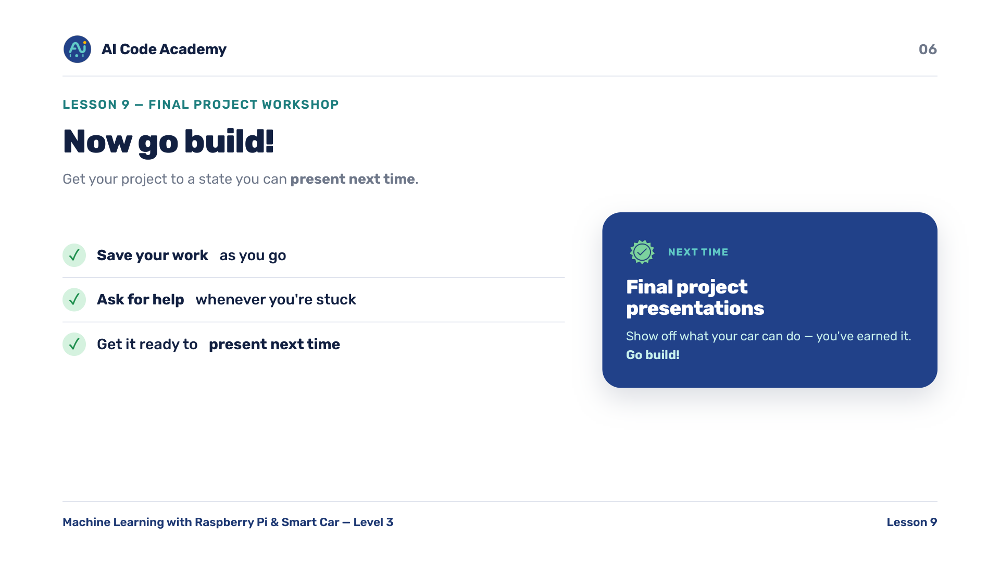 AI Code Academy
06
LESSON 9 — FINAL PROJECT WORKSHOP
Now go build!
Get your project to a state you can present next time.
Save your work as you go
Ask for help whenever you're stuck
Get it ready to present next time
NEXT TIME
Final project
presentations
Show off what your car can do — you've earned it.
Go build!
Machine Learning with Raspberry Pi & Smart Car — Level 3
Lesson 9